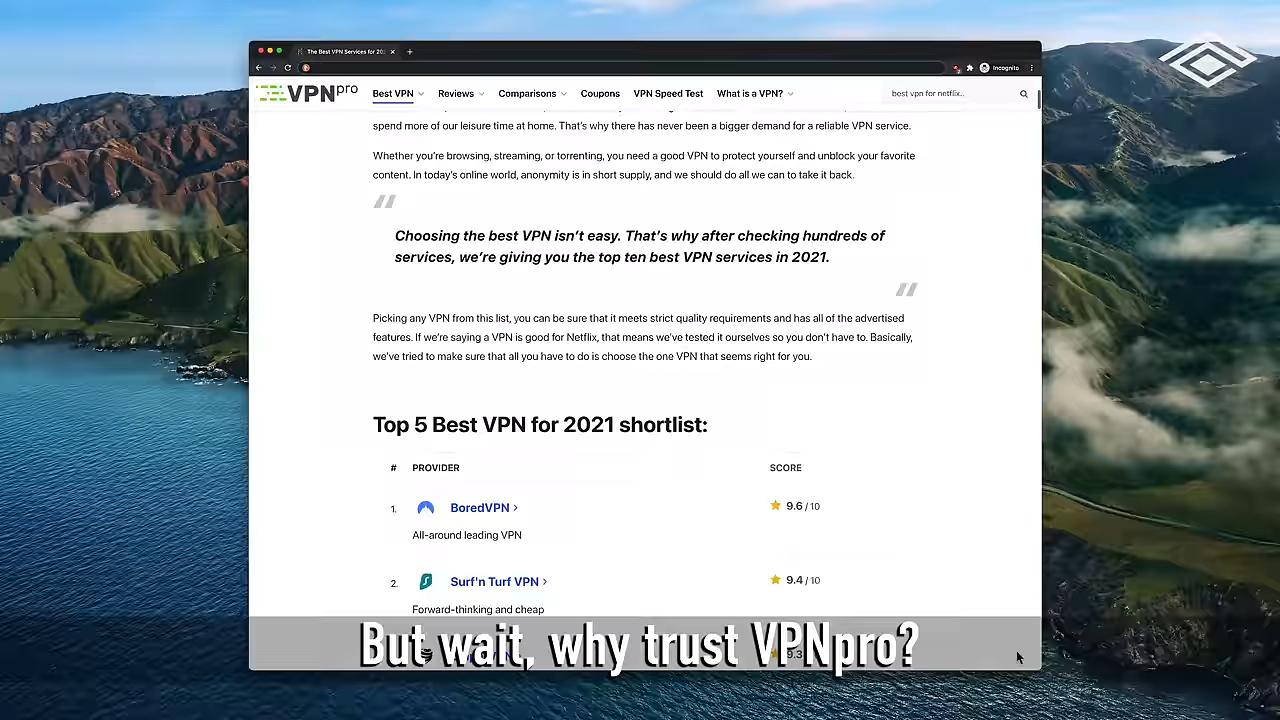 The Best VPN Services for 202
Incognito
VPNpro
Best VPN
Reviews
Comparisons
Coupons
VPN Speed Test
What is a VPN?
best vpn for netflix..
spend more of our leisure time at home. That's why there has never been a bigger demand for a reliable VPN service.
Whether you're browsing, streaming, or torrenting, you need a good VPN to protect yourself and unblock your favorite
content. In today's online world, anonymity is in short supply, and we should do all we can to take it back.
"
Choosing the best VPN isn't easy. That's why after checking hundreds of
services, we're giving you the top ten best VPN services in 2021.
"
Picking any VPN from this list, you can be sure that it meets strict quality requirements and has all of the advertised
features. If we're saying a VPN is good for Netflix, that means we've tested it ourselves so you don't have to. Basically,
we've tried to make sure that all you have to do is choose the one VPN that seems right for you.
Top 5 Best VPN for 2021 shortlist:
# PROVIDER SCORE
1. BoredVPN > 9.6 / 10
All-around leading VPN
2. Surf'n Turf VPN > 9.4 / 10
Forward-thinking and cheap
9.3
But wait, why trust VPNpro?